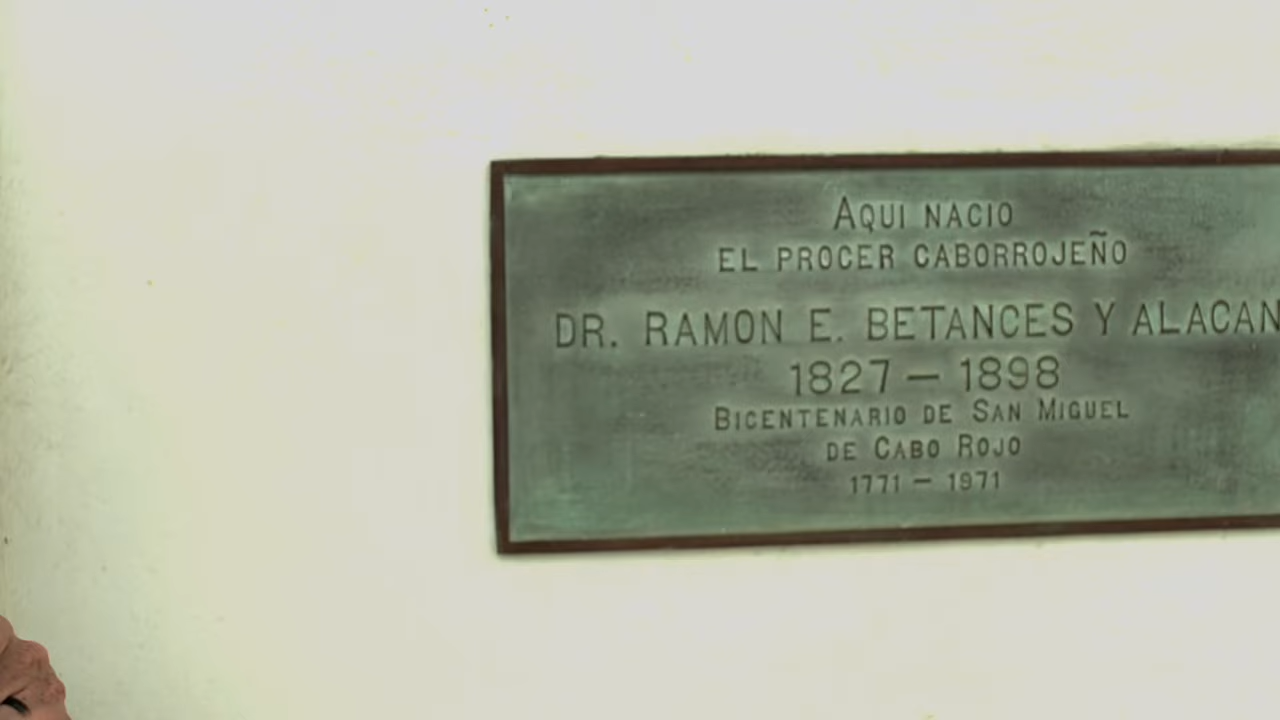 AQUI NACIO
EL PROCER CABORROJEÑO
DR. RAMON E. BETANCES Y ALACAN
1827 — 1898
BICENTENARIO DE SAN MIGUEL
DE CABO ROJO
1771 — 1971